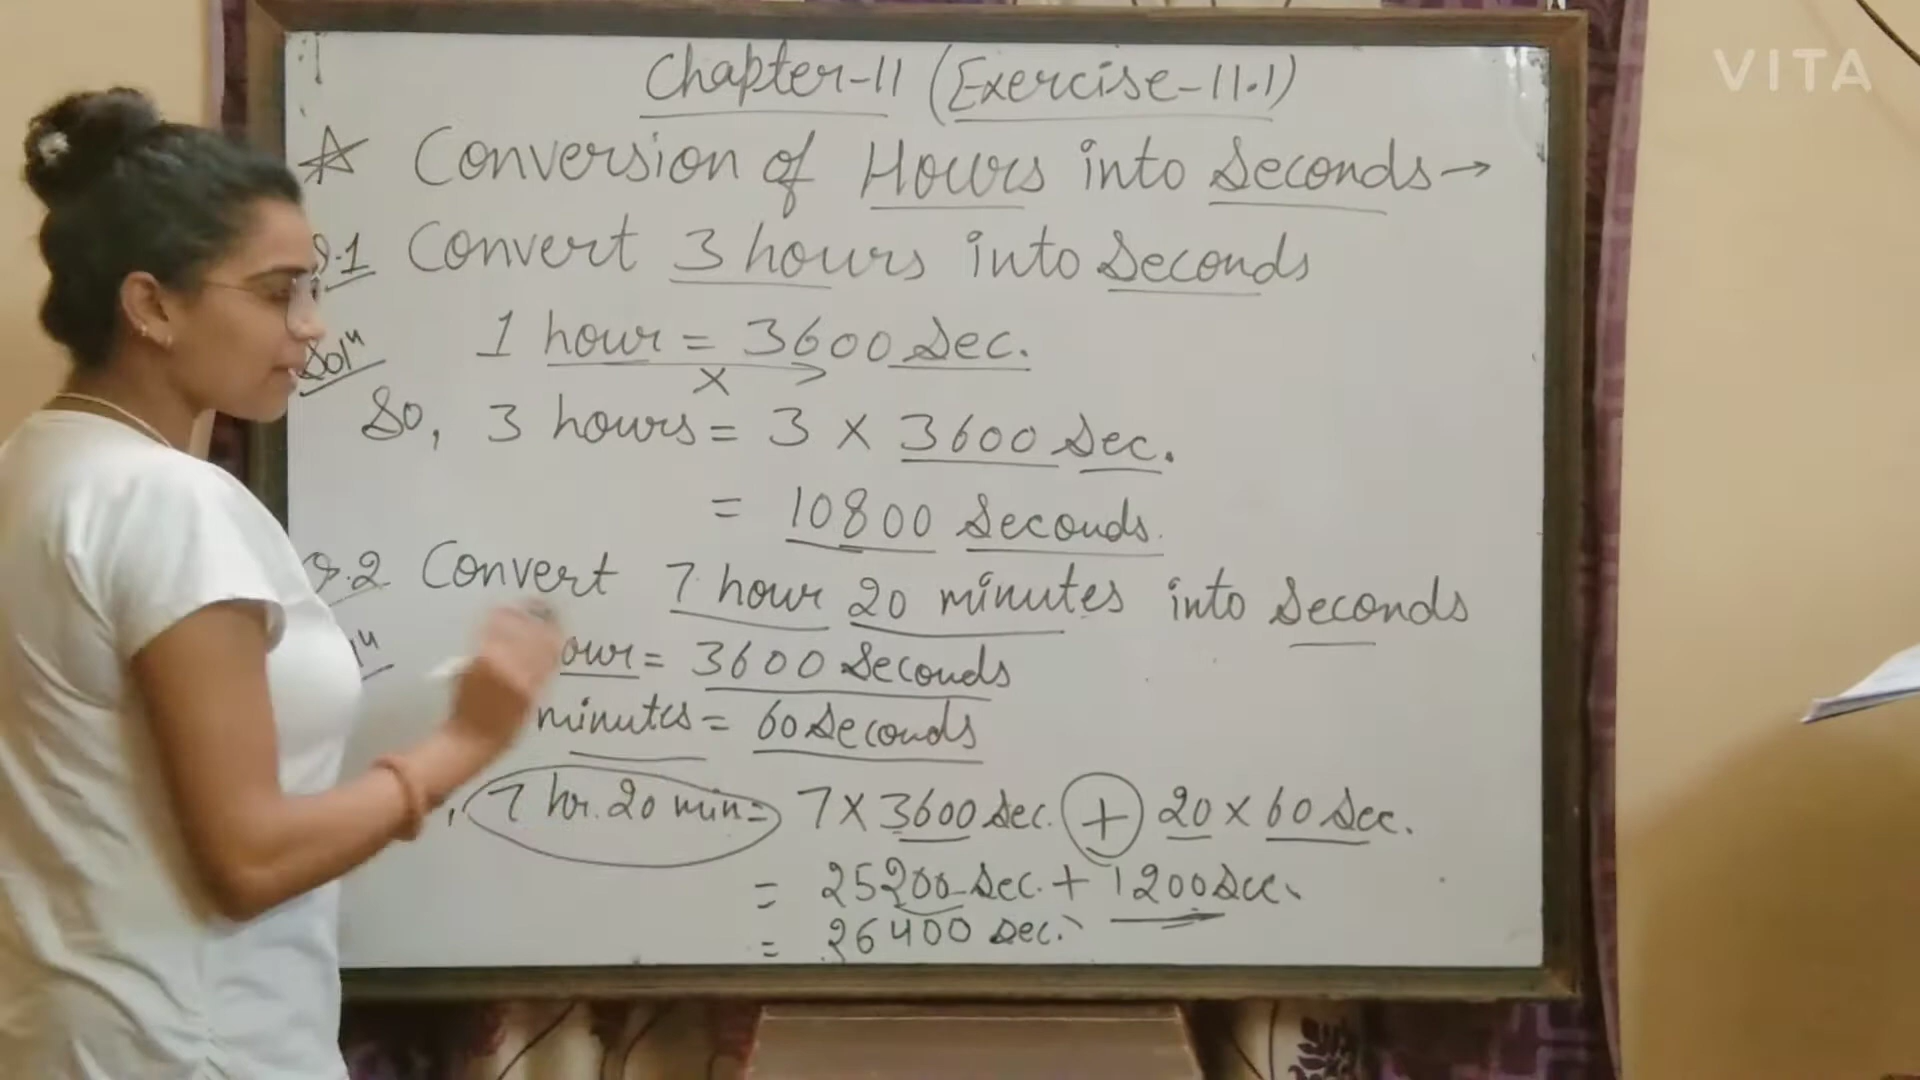 VITA
Chapter-11 (Exercise-11.1)
☆ Conversion of Hours into Seconds→
Q.1 Convert 3 hours into Seconds
Solⁿ 1 hour = 3600 Sec.
×
So, 3 hours = 3 × 3600 Sec.
= 10800 Seconds.
Q.2 Convert 7 hour 20 minutes into Seconds
our = 3600 Seconds
minutes = 60 Seconds
, 7 hr. 20 min = 7 × 3600 Sec. + 20 × 60 Sec.
= 25200 Sec. + 1200 Sec.
= 26400 Sec.